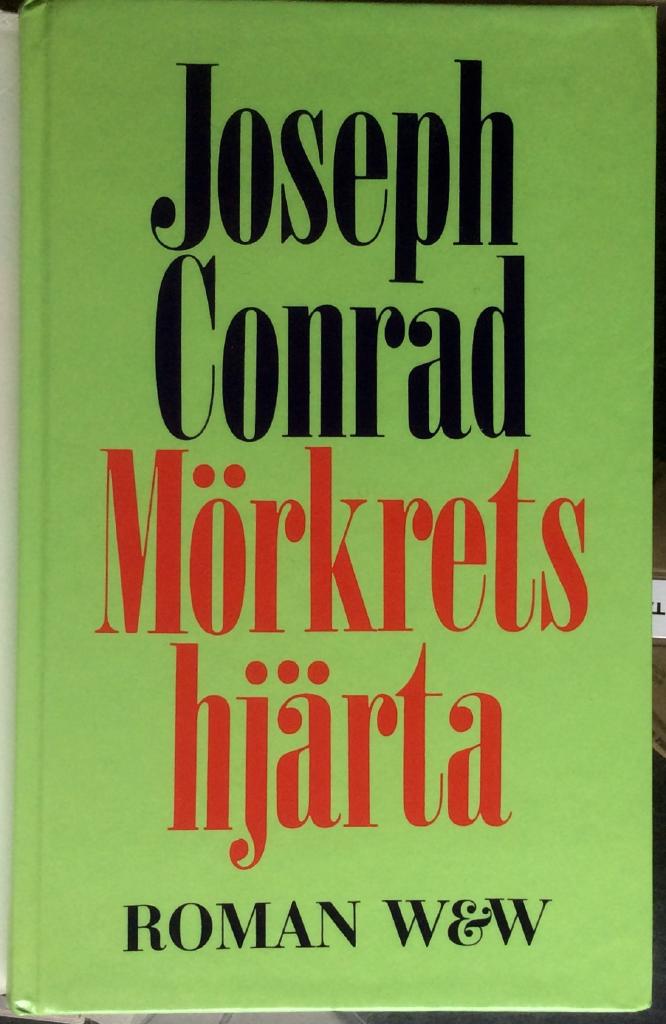 Joseph
Conrad
Mörkrets
hjärta
ROMAN W&W